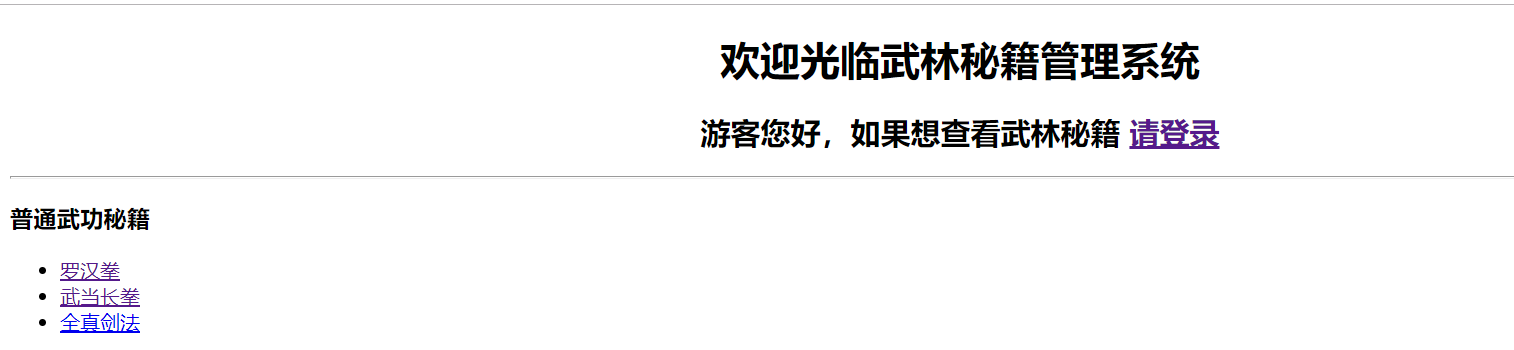 欢迎光临武林秘籍管理系统
游客您好，如果想查看武林秘籍 请登录
普通武功秘籍
罗汉拳
武当长拳
全真剑法